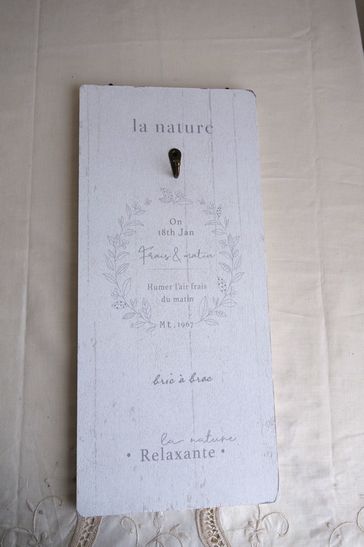 la nature
On
18th Jan
Frais & matin
Humer l'air frais
du matin
Mt. 1967
bric à brac
la nature
• Relaxante •